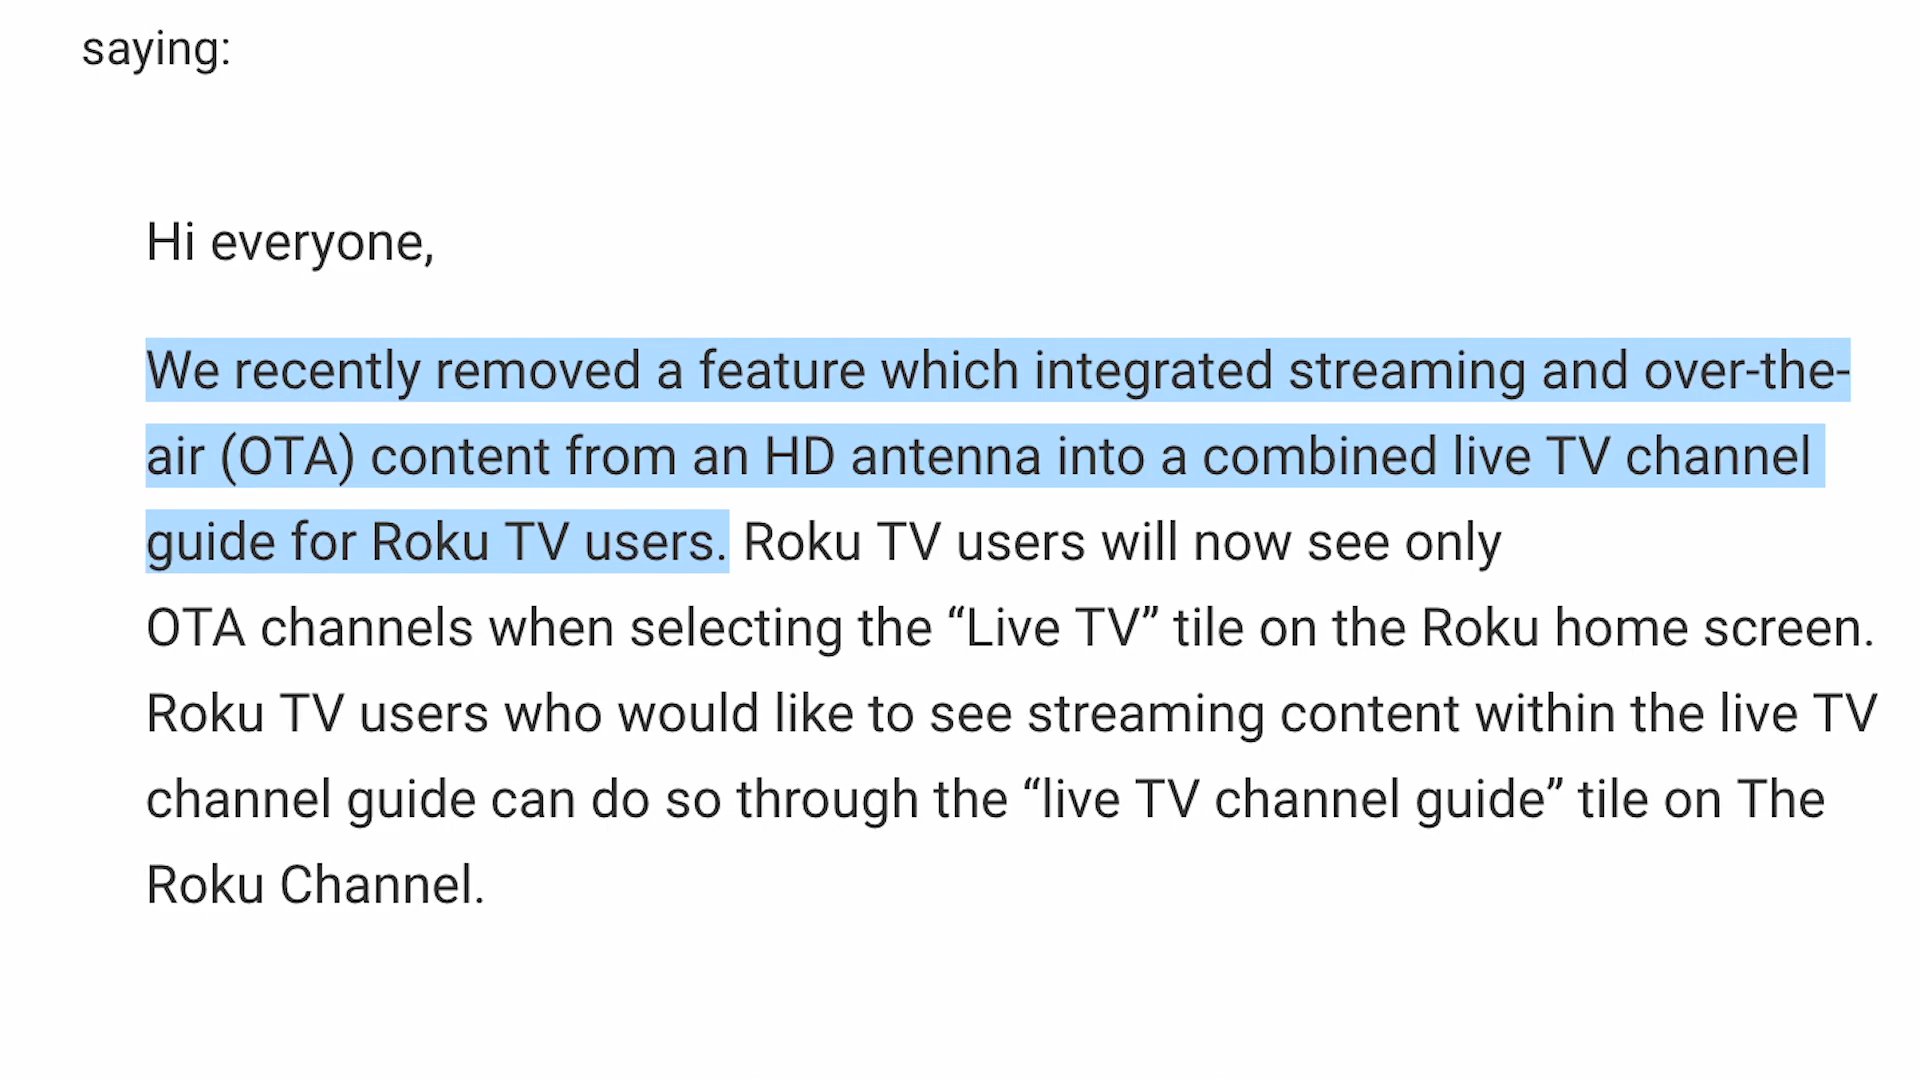 saying:
Hi everyone,
We recently removed a feature which integrated streaming and over-the-
air (OTA) content from an HD antenna into a combined live TV channel
guide for Roku TV users. Roku TV users will now see only
OTA channels when selecting the “Live TV” tile on the Roku home screen.
Roku TV users who would like to see streaming content within the live TV
channel guide can do so through the “live TV channel guide” tile on The
Roku Channel.